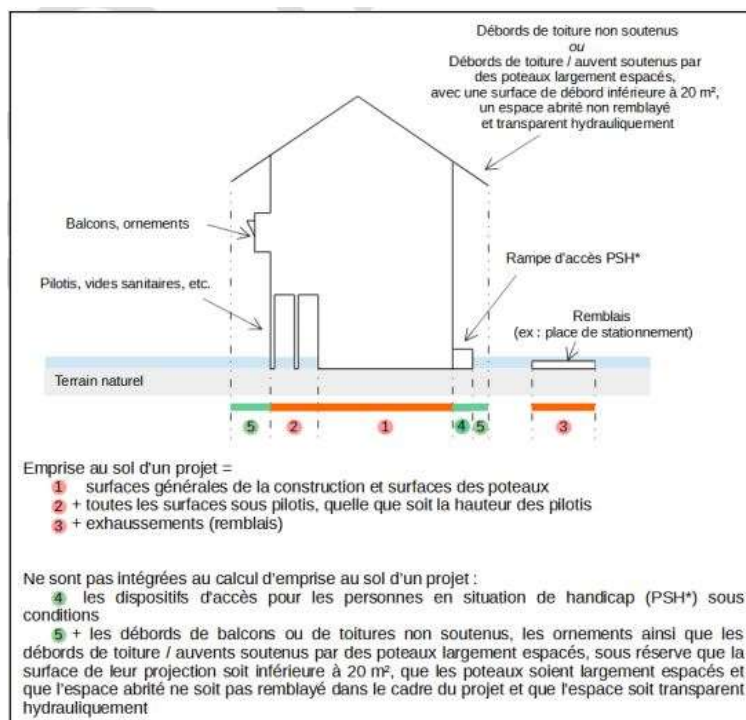 Débords de toiture non soutenus
ou
Débords de toiture / auvent soutenus par
des poteaux largement espacés,
avec une surface de débord inférieure à 20 m²,
un espace abrité non remblayé
et transparent hydrauliquement
Balcons, ornements
Rampe d'accès PSH*
Pilotis, vides sanitaires, etc.
Remblais
(ex : place de stationnement)
Terrain naturel
5 2 1 4 5 3
Emprise au sol d'un projet =
1 surfaces générales de la construction et surfaces des poteaux
2 + toutes les surfaces sous pilotis, quelle que soit la hauteur des pilotis
3 + exhaussements (remblais)
Ne sont pas intégrées au calcul d'emprise au sol d'un projet :
4 les dispositifs d'accès pour les personnes en situation de handicap (PSH*) sous
conditions
5 + les débords de balcons ou de toitures non soutenus, les ornements ainsi que les
débords de toiture / auvents soutenus par des poteaux largement espacés, sous réserve que la
surface de leur projection soit inférieure à 20 m², que les poteaux soient largement espacés et
que l'espace abrité ne soit pas remblayé dans le cadre du projet et que l'espace soit transparent
hydrauliquement